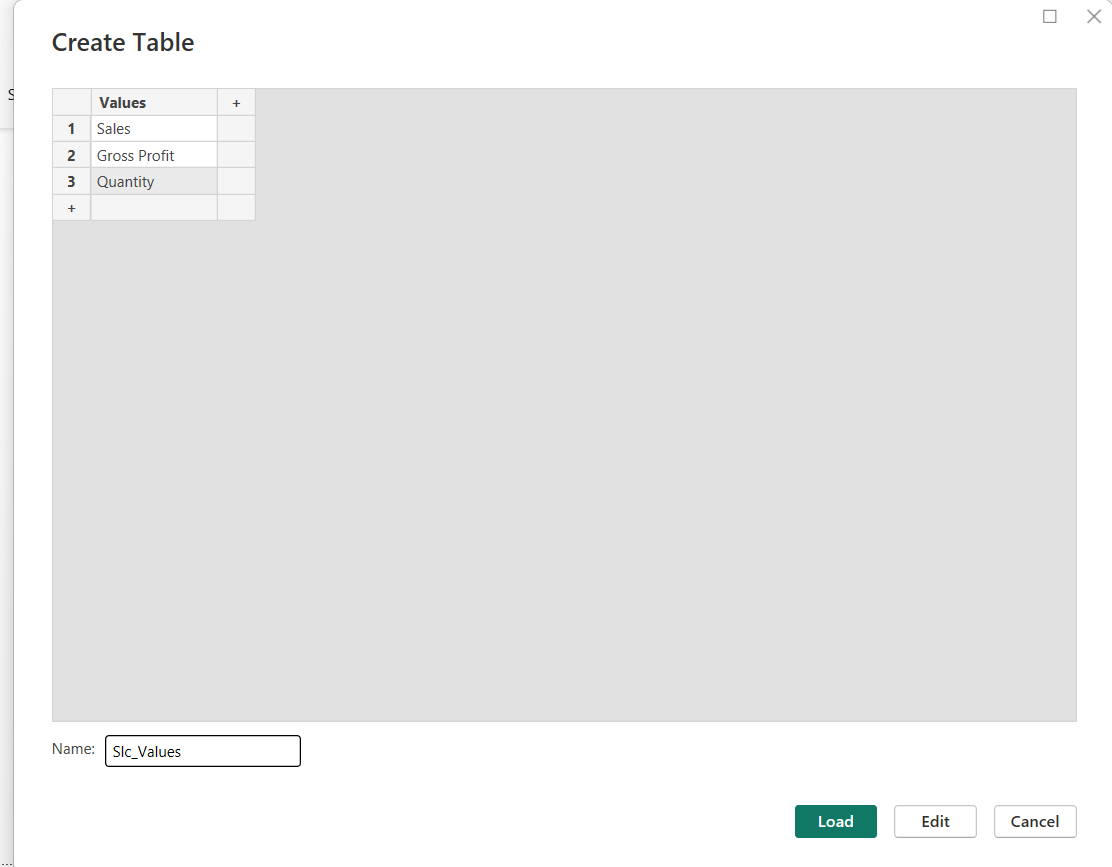 Create Table
Values +
1 Sales
2 Gross Profit
3 Quantity
+
Name: Slc_Values
Load Edit Cancel